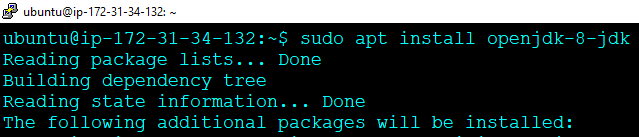 ubuntu@ip-172-31-34-132: ~
ubuntu@ip-172-31-34-132:~$ sudo apt install openjdk-8-jdk
Reading package lists... Done
Building dependency tree
Reading state information... Done
The following additional packages will be installed: